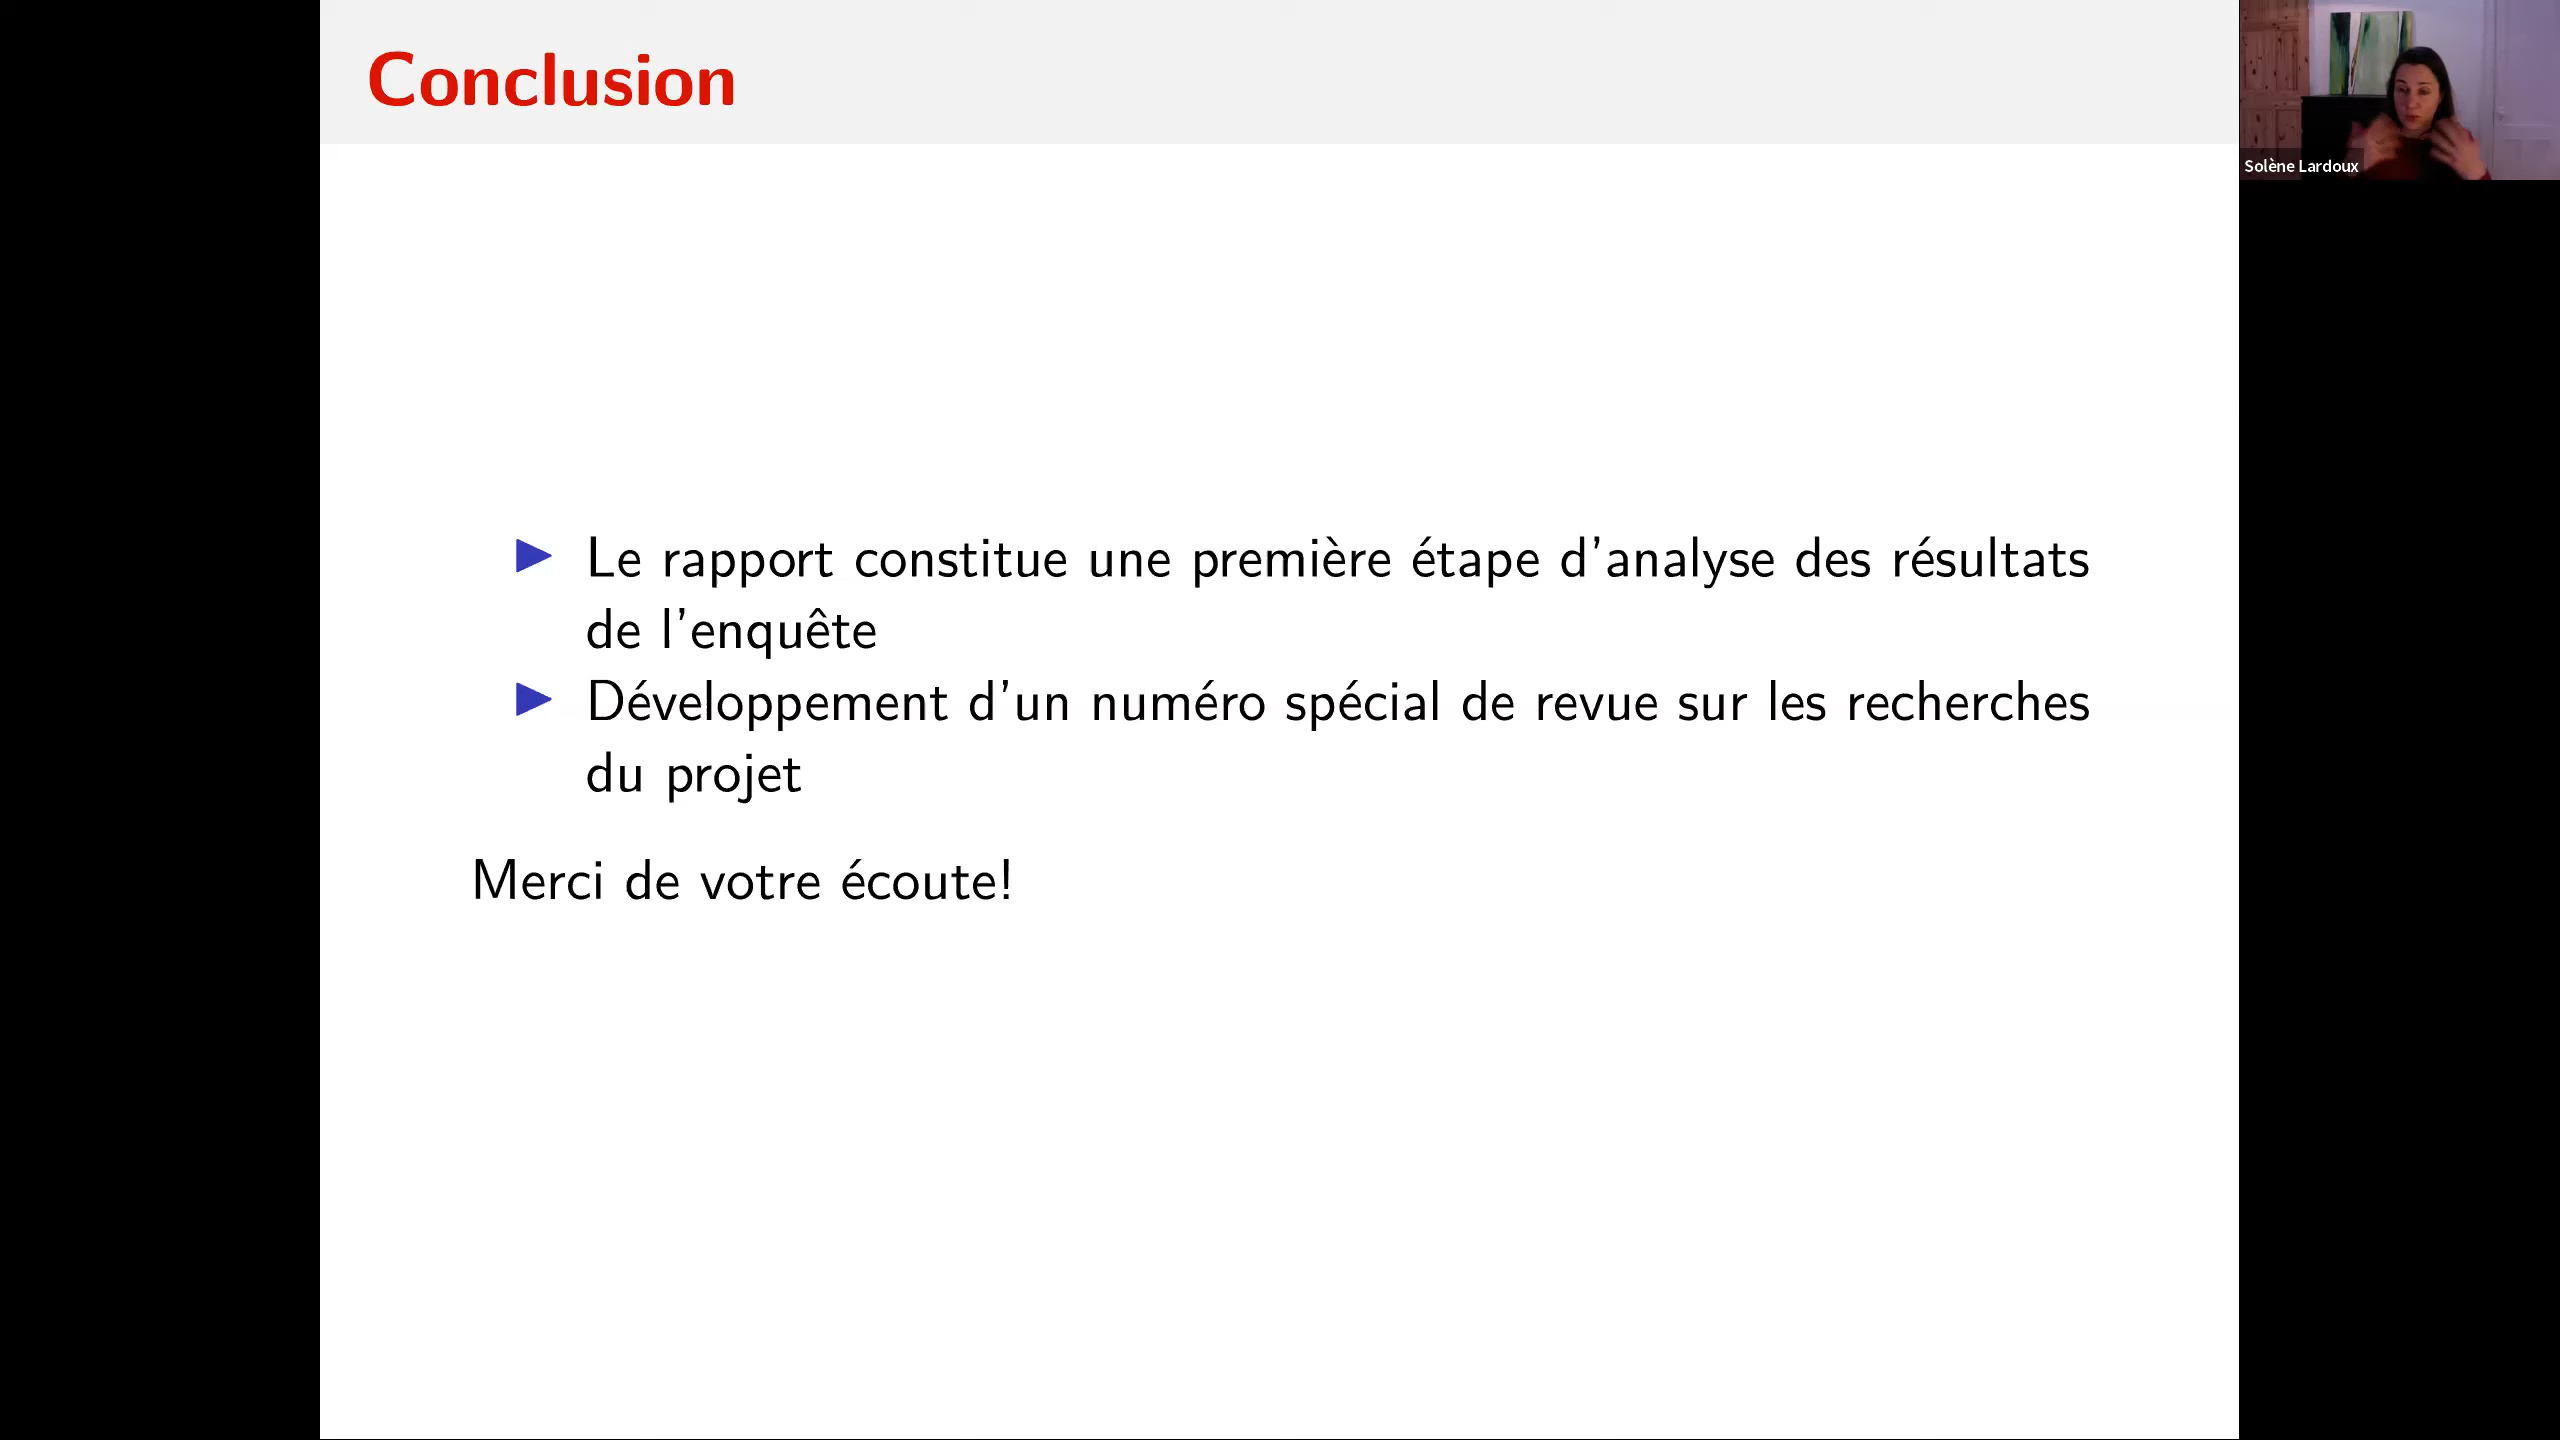 Conclusion
Solène Lardoux
Le rapport constitue une première étape d'analyse des résultats
de l'enquête
Développement d'un numéro spécial de revue sur les recherches
du projet
Merci de votre écoute!